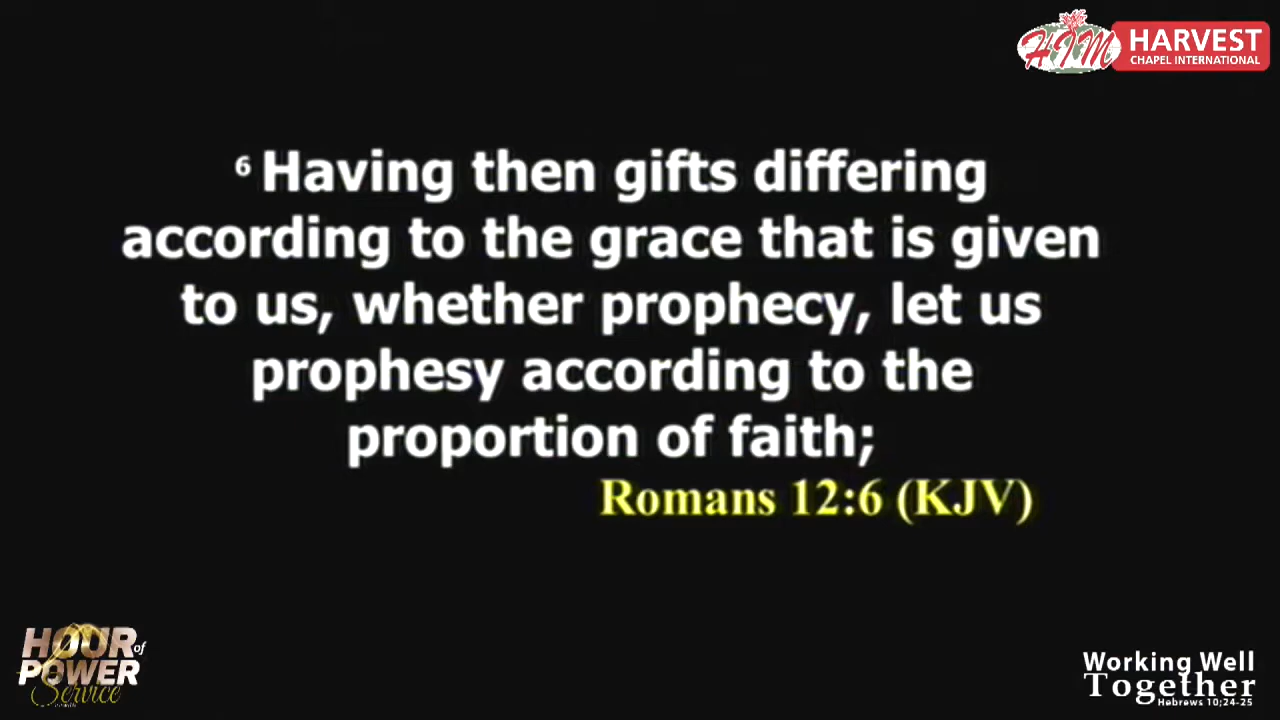 HIM HARVEST
CHAPEL INTERNATIONAL
6 Having then gifts differing
according to the grace that is given
to us, whether prophecy, let us
prophesy according to the
proportion of faith;
Romans 12:6 (KJV)
HOUR of
POWER
Service
Working Well
Together
Hebrews 10;24-25